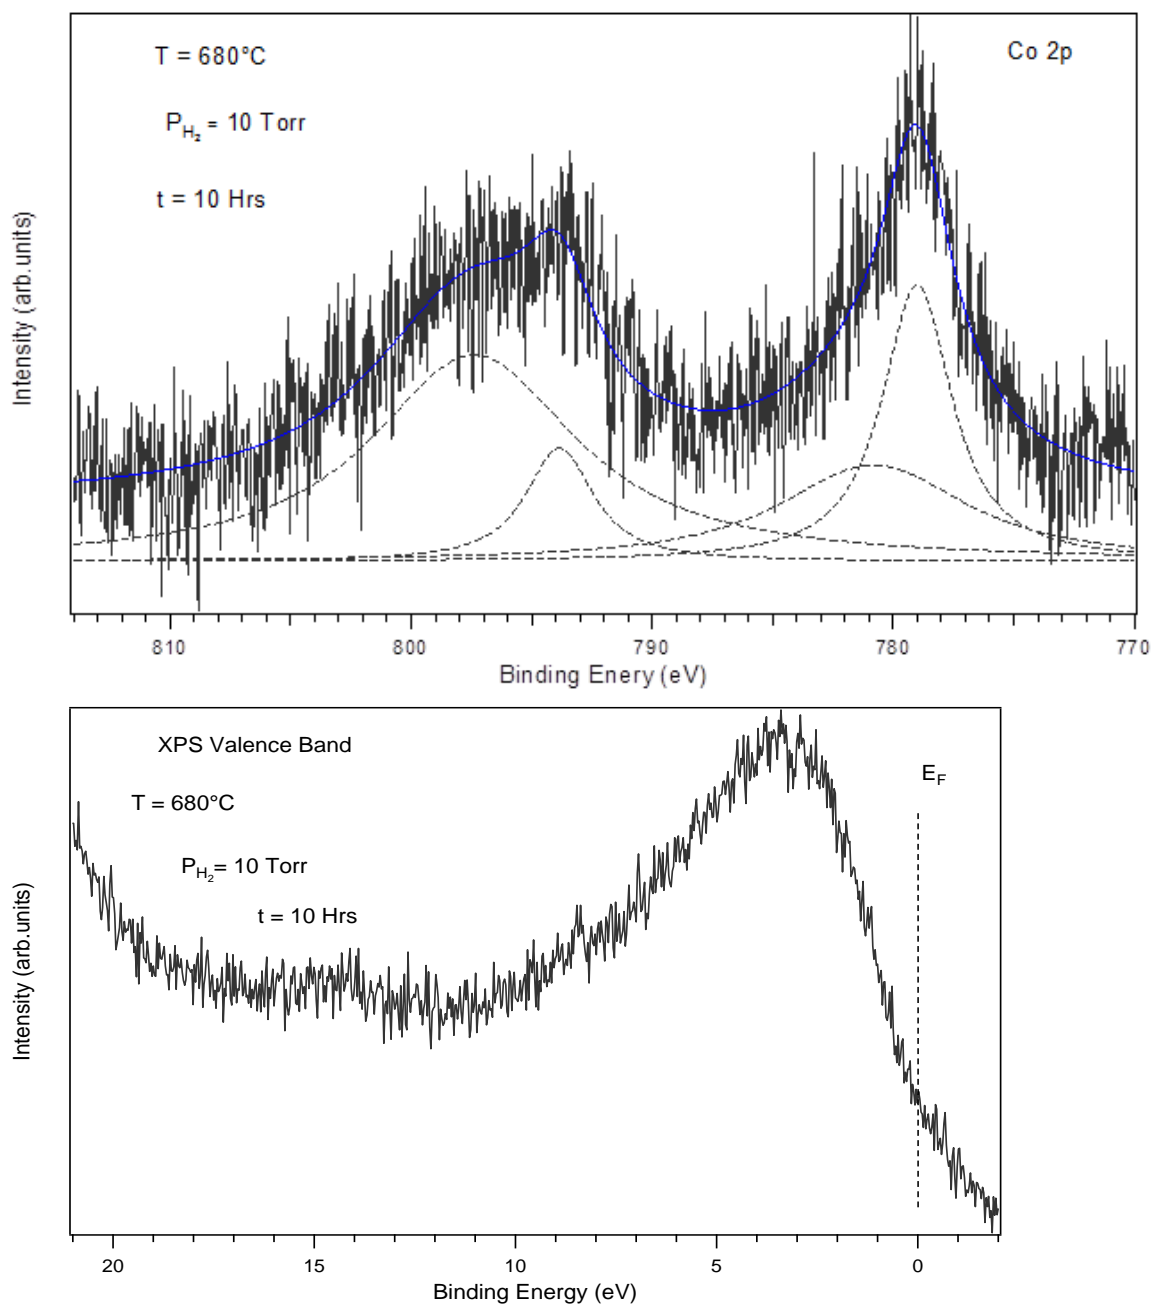 T = 680°C
Co 2p
P_H₂ = 10 Torr
t = 10 Hrs
Intensity (arb.units)
810 800 790 780 770
Binding Enery (eV)
XPS Valence Band
E_F
T = 680°C
P_H₂= 10 Torr
t = 10 Hrs
Intensity (arb.units)
20 15 10 5 0
Binding Energy (eV)